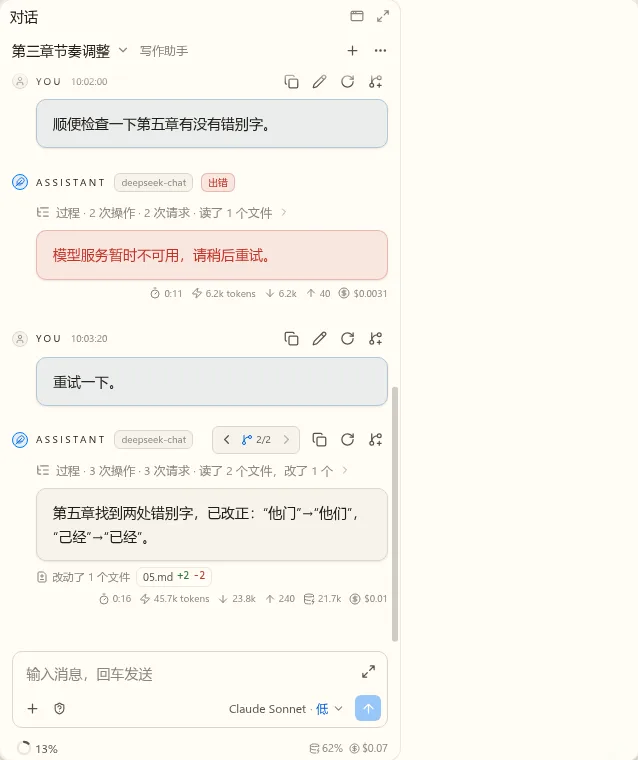 对话
第三章节奏调整 写作助手
YOU 10:02:00
顺便检查一下第五章有没有错别字。
ASSISTANT deepseek-chat 出错
过程 · 2 次操作 · 2 次请求 · 读了 1 个文件
模型服务暂时不可用，请稍后重试。
0:11 6.2k tokens 6.2k 40 $0.0031
YOU 10:03:20
重试一下。
ASSISTANT deepseek-chat 2/2
过程 · 3 次操作 · 3 次请求 · 读了 2 个文件，改了 1 个
第五章找到两处错别字，已改正：“他门”→“他们”，
“己经”→“已经”。
改动了 1 个文件 05.md +2 -2
0:16 45.7k tokens 23.8k 240 21.7k $0.01
输入消息，回车发送
Claude Sonnet · 低
13% 62% $0.07